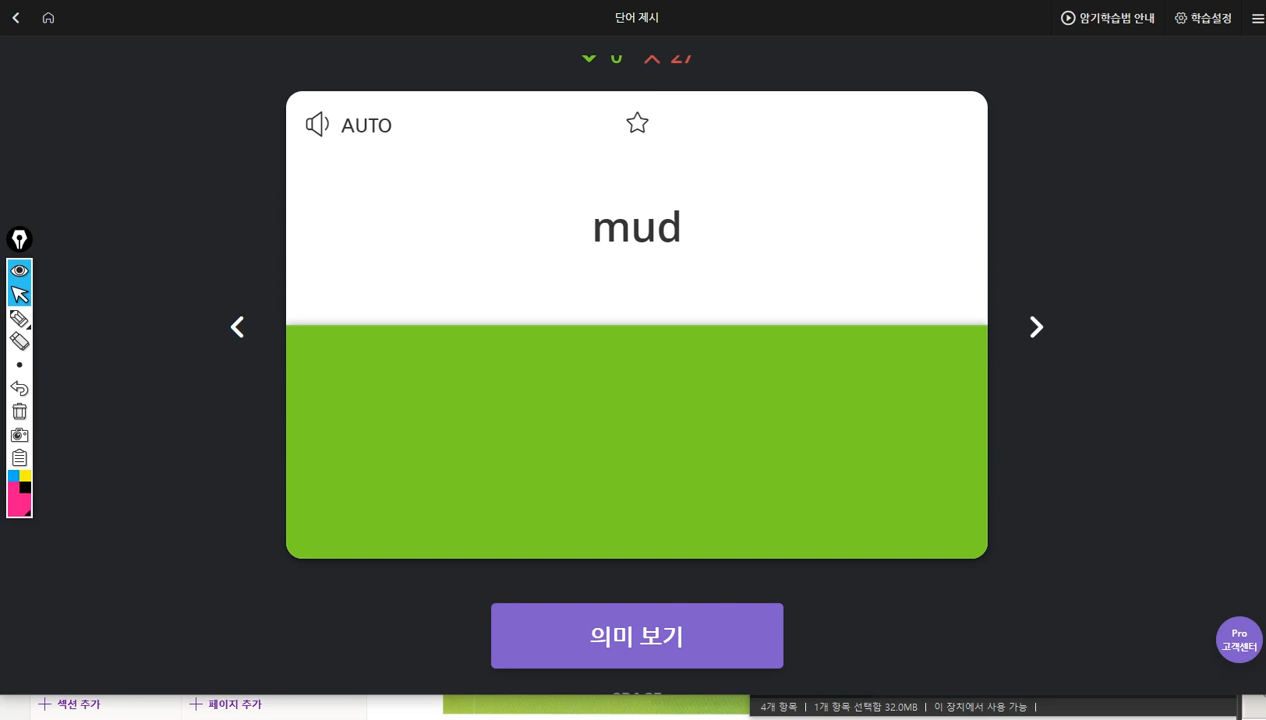 단어 제시
암기학습법 안내
학습설정
0 27
AUTO
mud
의미 보기
Pro
고객센터
섹션 추가
페이지 추가
4개 항목 | 1개 항목 선택함 32.0MB | 이 장치에서 사용 가능 |